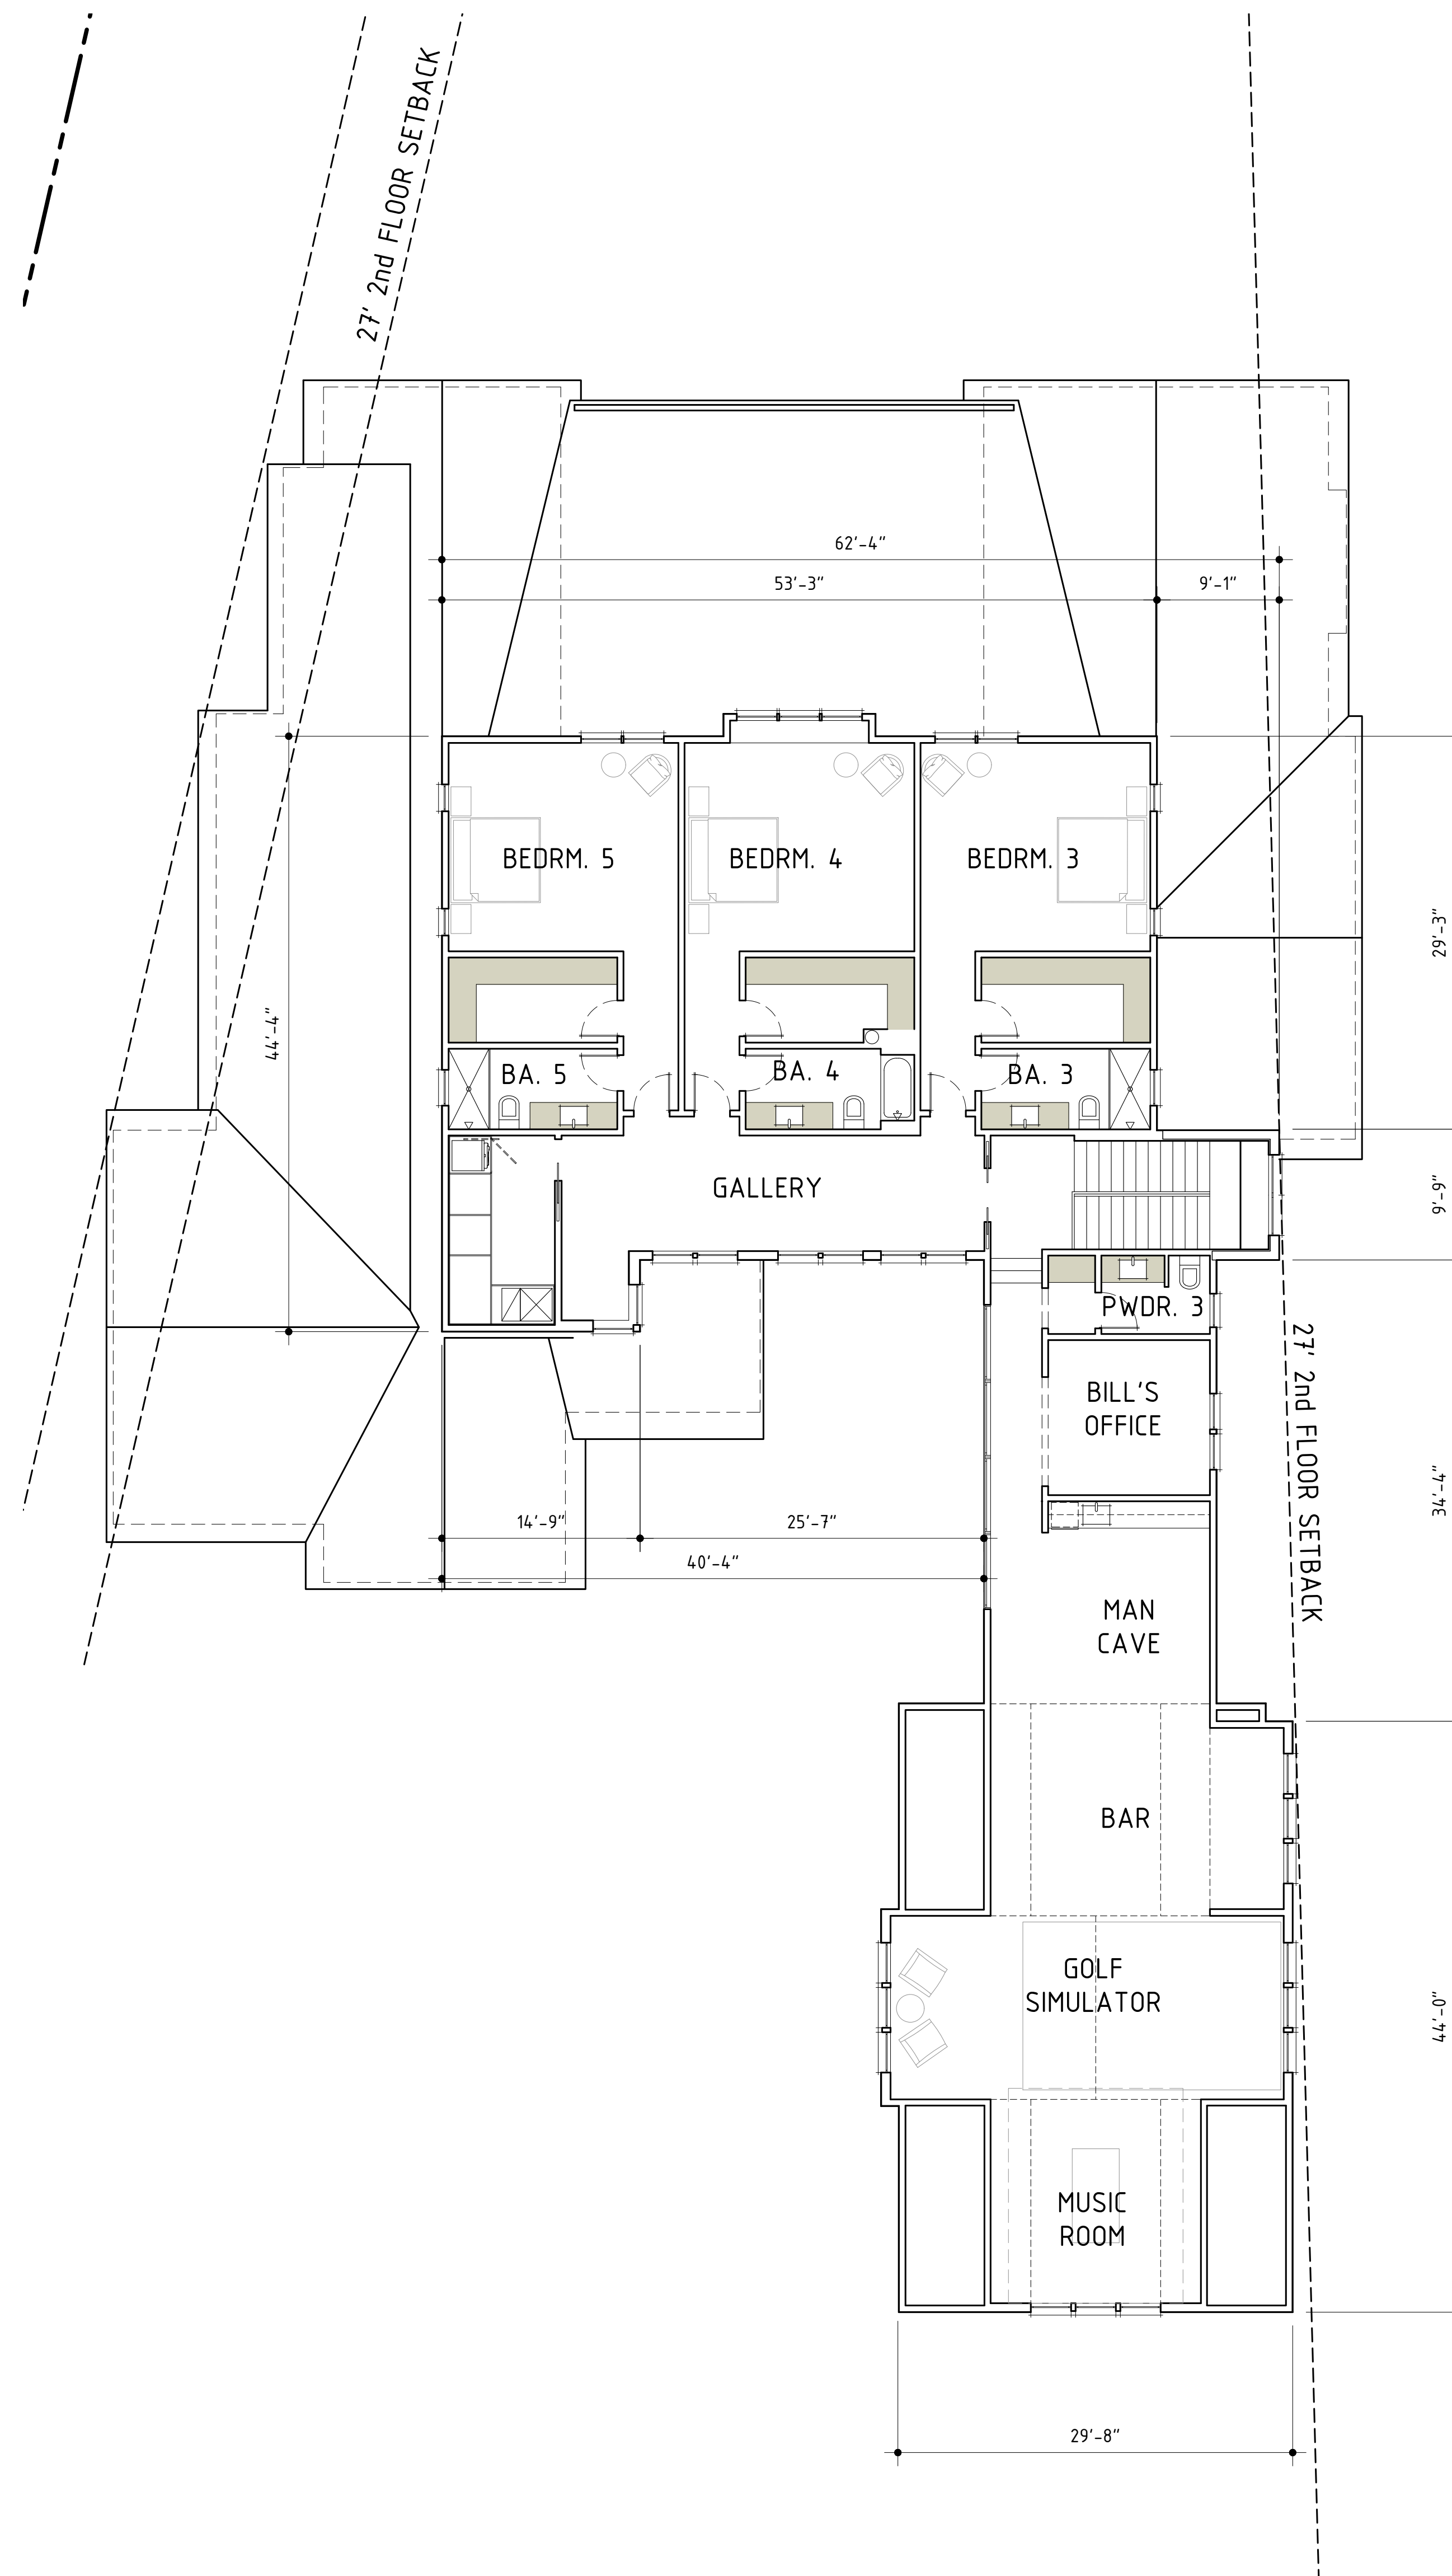 27' 2nd FLOOR SETBACK
62'-4"
53'-3"
9'-1"
BEDRM. 5
BEDRM. 4
BEDRM. 3
29'-3"
44'-4"
BA. 5
BA. 4
BA. 3
GALLERY
9'-9"
PWDR. 3
27' 2nd FLOOR SETBACK
BILL'S
OFFICE
34'-4"
14'-9"
25'-7"
40'-4"
MAN
CAVE
BAR
GOLF
SIMULATOR
44'-0"
MUSIC
ROOM
29'-8"